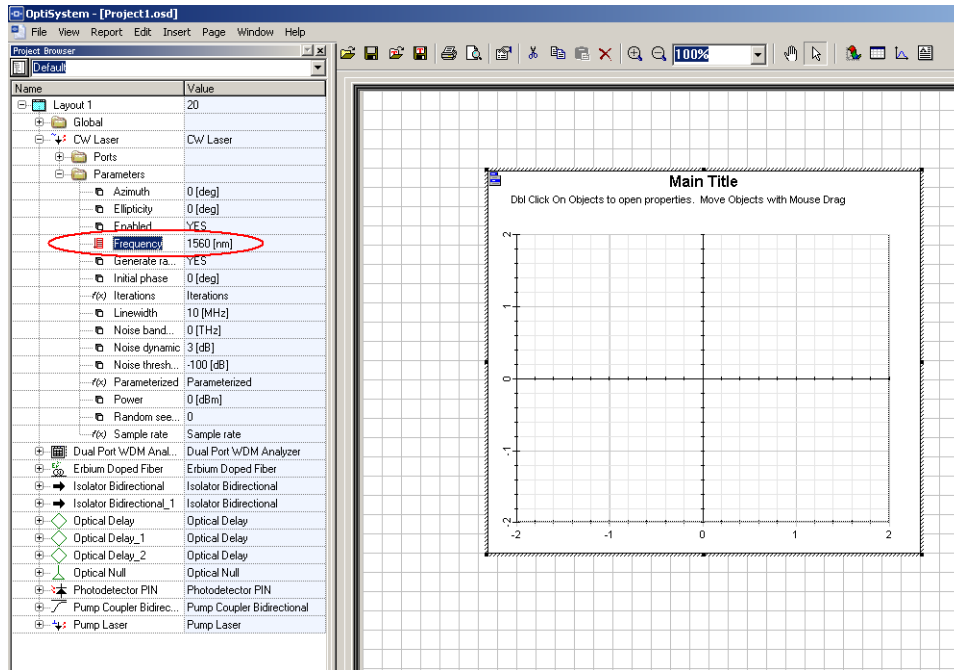 OptiSystem - [Project1.osd]
File View Report Edit Insert Page Window Help
Project Browser
Default
100%
Name Value
Layout 1 20
Global
CW Laser CW Laser
Ports
Parameters
Azimuth 0 [deg]
Ellipticity 0 [deg]
Enabled YES
Frequency 1560 [nm]
Generate ra... YES
Initial phase 0 [deg]
f(x) Iterations Iterations
Linewidth 10 [MHz]
Noise band... 0 [THz]
Noise dynamic 3 [dB]
Noise thresh... -100 [dB]
f(x) Parameterized Parameterized
Power 0 [dBm]
Random see... 0
f(x) Sample rate Sample rate
Dual Port WDM Anal... Dual Port WDM Analyzer
Erbium Doped Fiber Erbium Doped Fiber
Isolator Bidirectional Isolator Bidirectional
Isolator Bidirectional_1 Isolator Bidirectional
Optical Delay Optical Delay
Optical Delay_1 Optical Delay
Optical Delay_2 Optical Delay
Optical Null Optical Null
Photodetector PIN Photodetector PIN
Pump Coupler Bidirec... Pump Coupler Bidirectional
Pump Laser Pump Laser
Main Title
Dbl Click On Objects to open properties. Move Objects with Mouse Drag
2
1
0
-1
-2
-2 -1 0 1 2